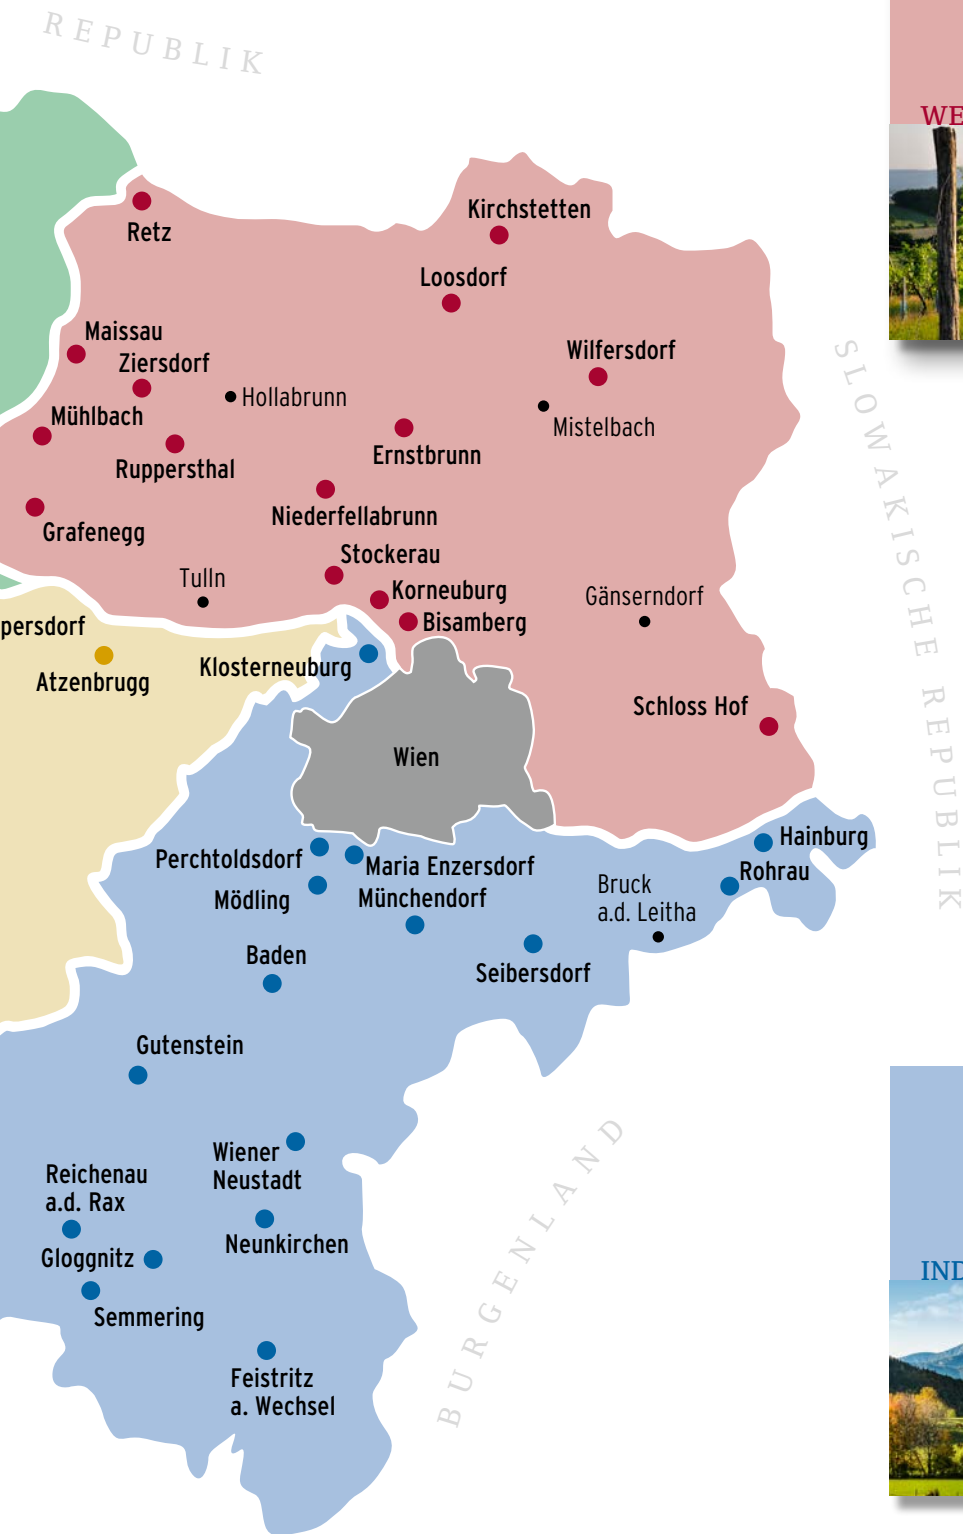 REPUBLIK
WE
Kirchstetten
Retz
Loosdorf
Maissau
Wilfersdorf
Ziersdorf
Hollabrunn
Mühlbach
Mistelbach
Ernstbrunn
Ruppersthal
Niederfellabrunn
Grafenegg
Stockerau
SLOWAKISCHE REPUBLIK
Tulln
Korneuburg
Gänserndorf
Bisamberg
persdorf
Klosterneuburg
Atzenbrugg
Schloss Hof
Wien
Hainburg
Perchtoldsdorf
Maria Enzersdorf
Rohrau
Bruck
a.d. Leitha
Mödling
Münchendorf
Baden
Seibersdorf
Gutenstein
BURGENLAND
Wiener
Neustadt
Reichenau
a.d. Rax
Neunkirchen
Gloggnitz
IND
Semmering
Feistritz
a. Wechsel